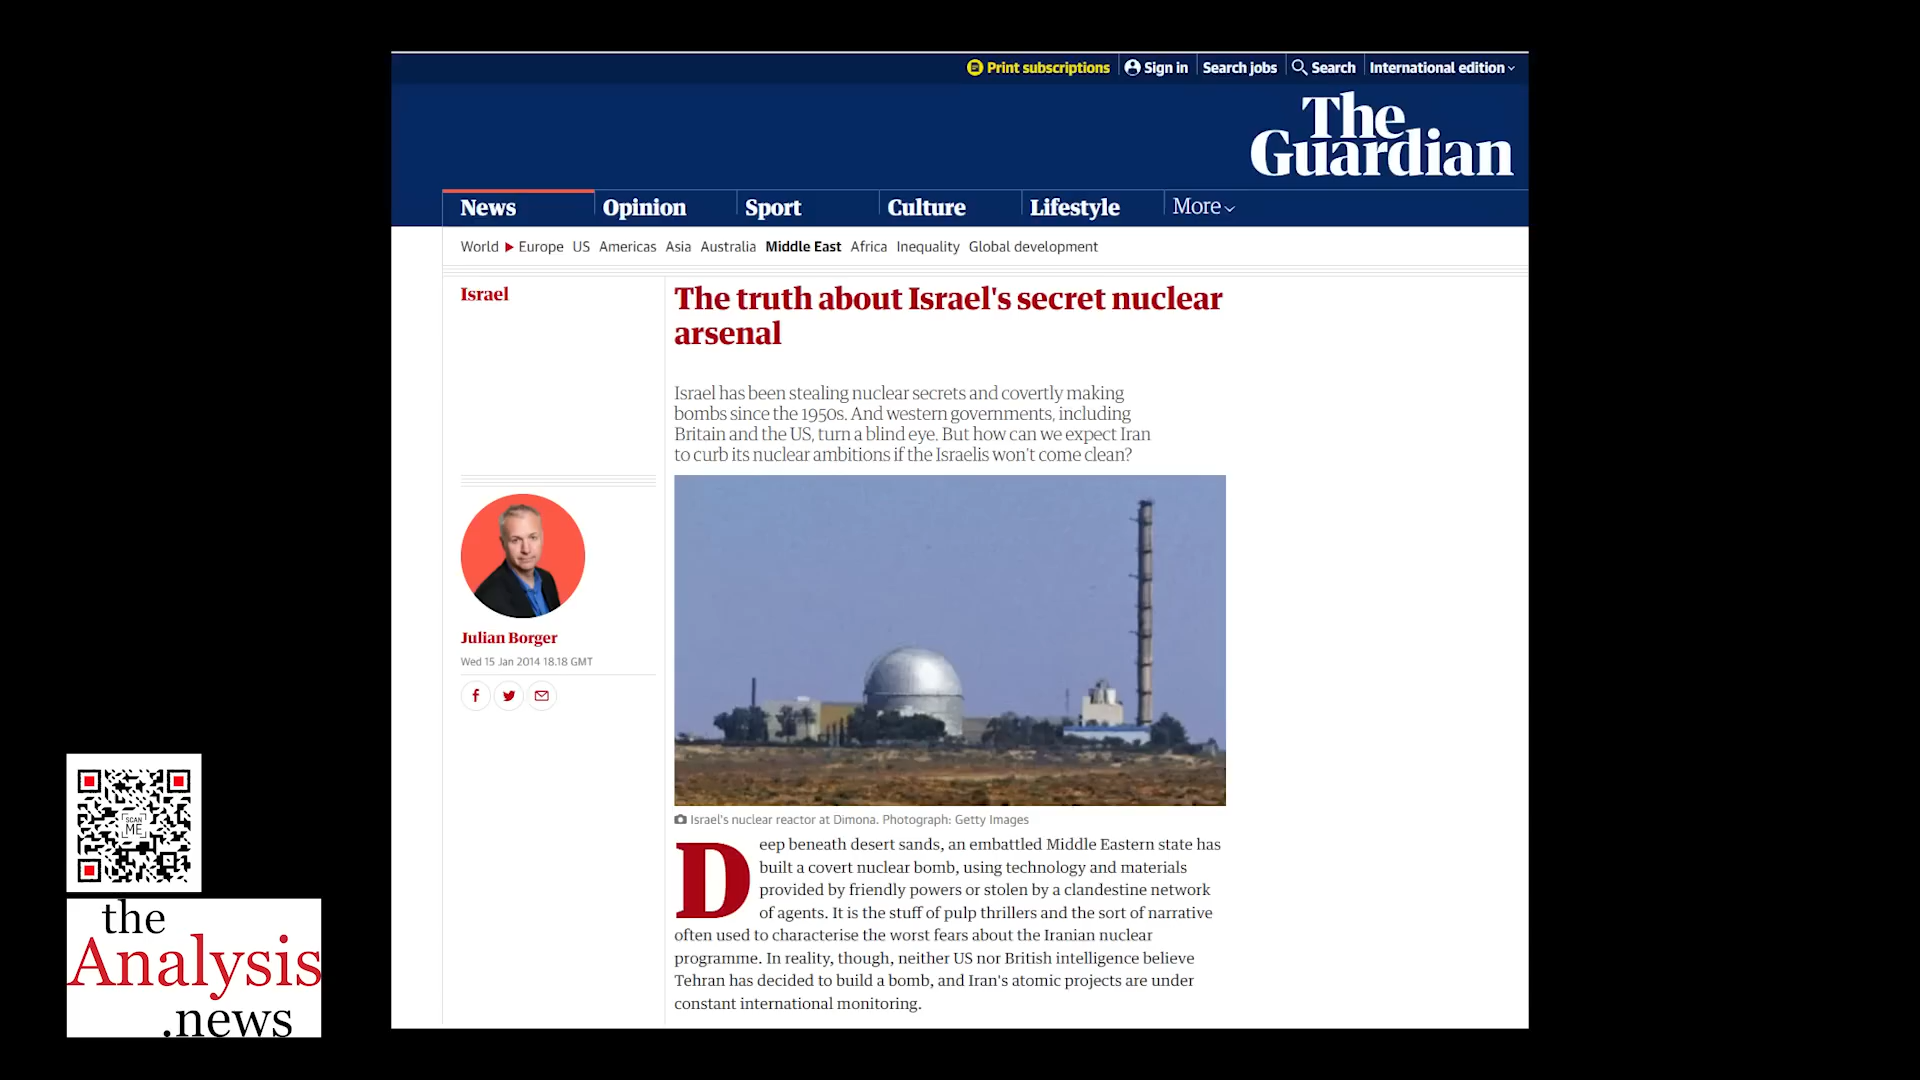 Print subscriptions
Sign in
Search jobs
Search
International edition
The
Guardian
News
Opinion
Sport
Culture
Lifestyle
More
World
Europe
US
Americas
Asia
Australia
Middle East
Africa
Inequality
Global development
Israel
The truth about Israel's secret nuclear
arsenal
Israel has been stealing nuclear secrets and covertly making
bombs since the 1950s. And western governments, including
Britain and the US, turn a blind eye. But how can we expect Iran
to curb its nuclear ambitions if the Israelis won't come clean?
Julian Borger
Wed 15 Jan 2014 18.18 GMT
Israel's nuclear reactor at Dimona. Photograph: Getty Images
Deep beneath desert sands, an embattled Middle Eastern state has
built a covert nuclear bomb, using technology and materials
provided by friendly powers or stolen by a clandestine network
of agents. It is the stuff of pulp thrillers and the sort of narrative
often used to characterise the worst fears about the Iranian nuclear
programme. In reality, though, neither US nor British intelligence believe
Tehran has decided to build a bomb, and Iran's atomic projects are under
constant international monitoring.
SCAN
ME
the
Analysis
.news